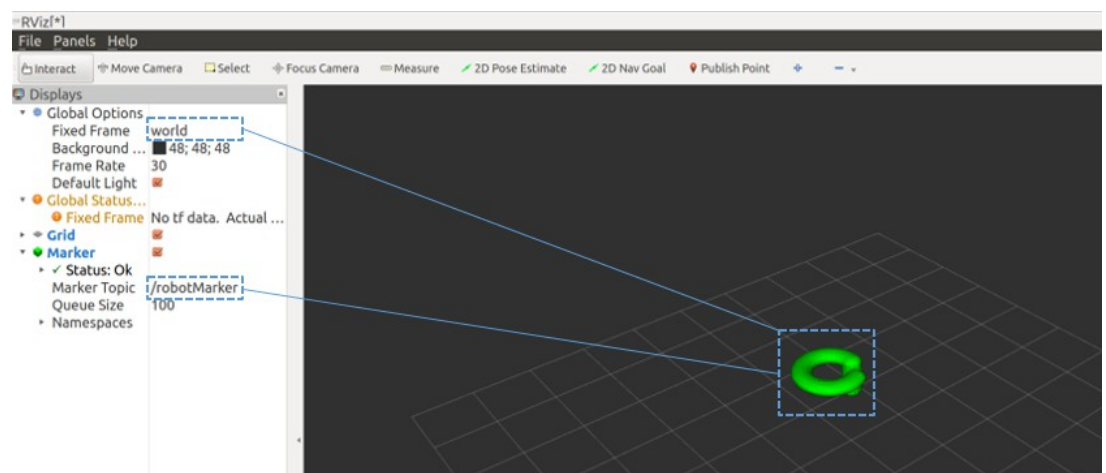 RViz[*]
File Panels Help
Interact Move Camera Select Focus Camera Measure 2D Pose Estimate 2D Nav Goal Publish Point
Displays
Global Options
Fixed Frame world
Background ... 48; 48; 48
Frame Rate 30
Default Light
Global Status...
Fixed Frame No tf data. Actual ...
Grid
Marker
Status: Ok
Marker Topic /robotMarker
Queue Size 100
Namespaces